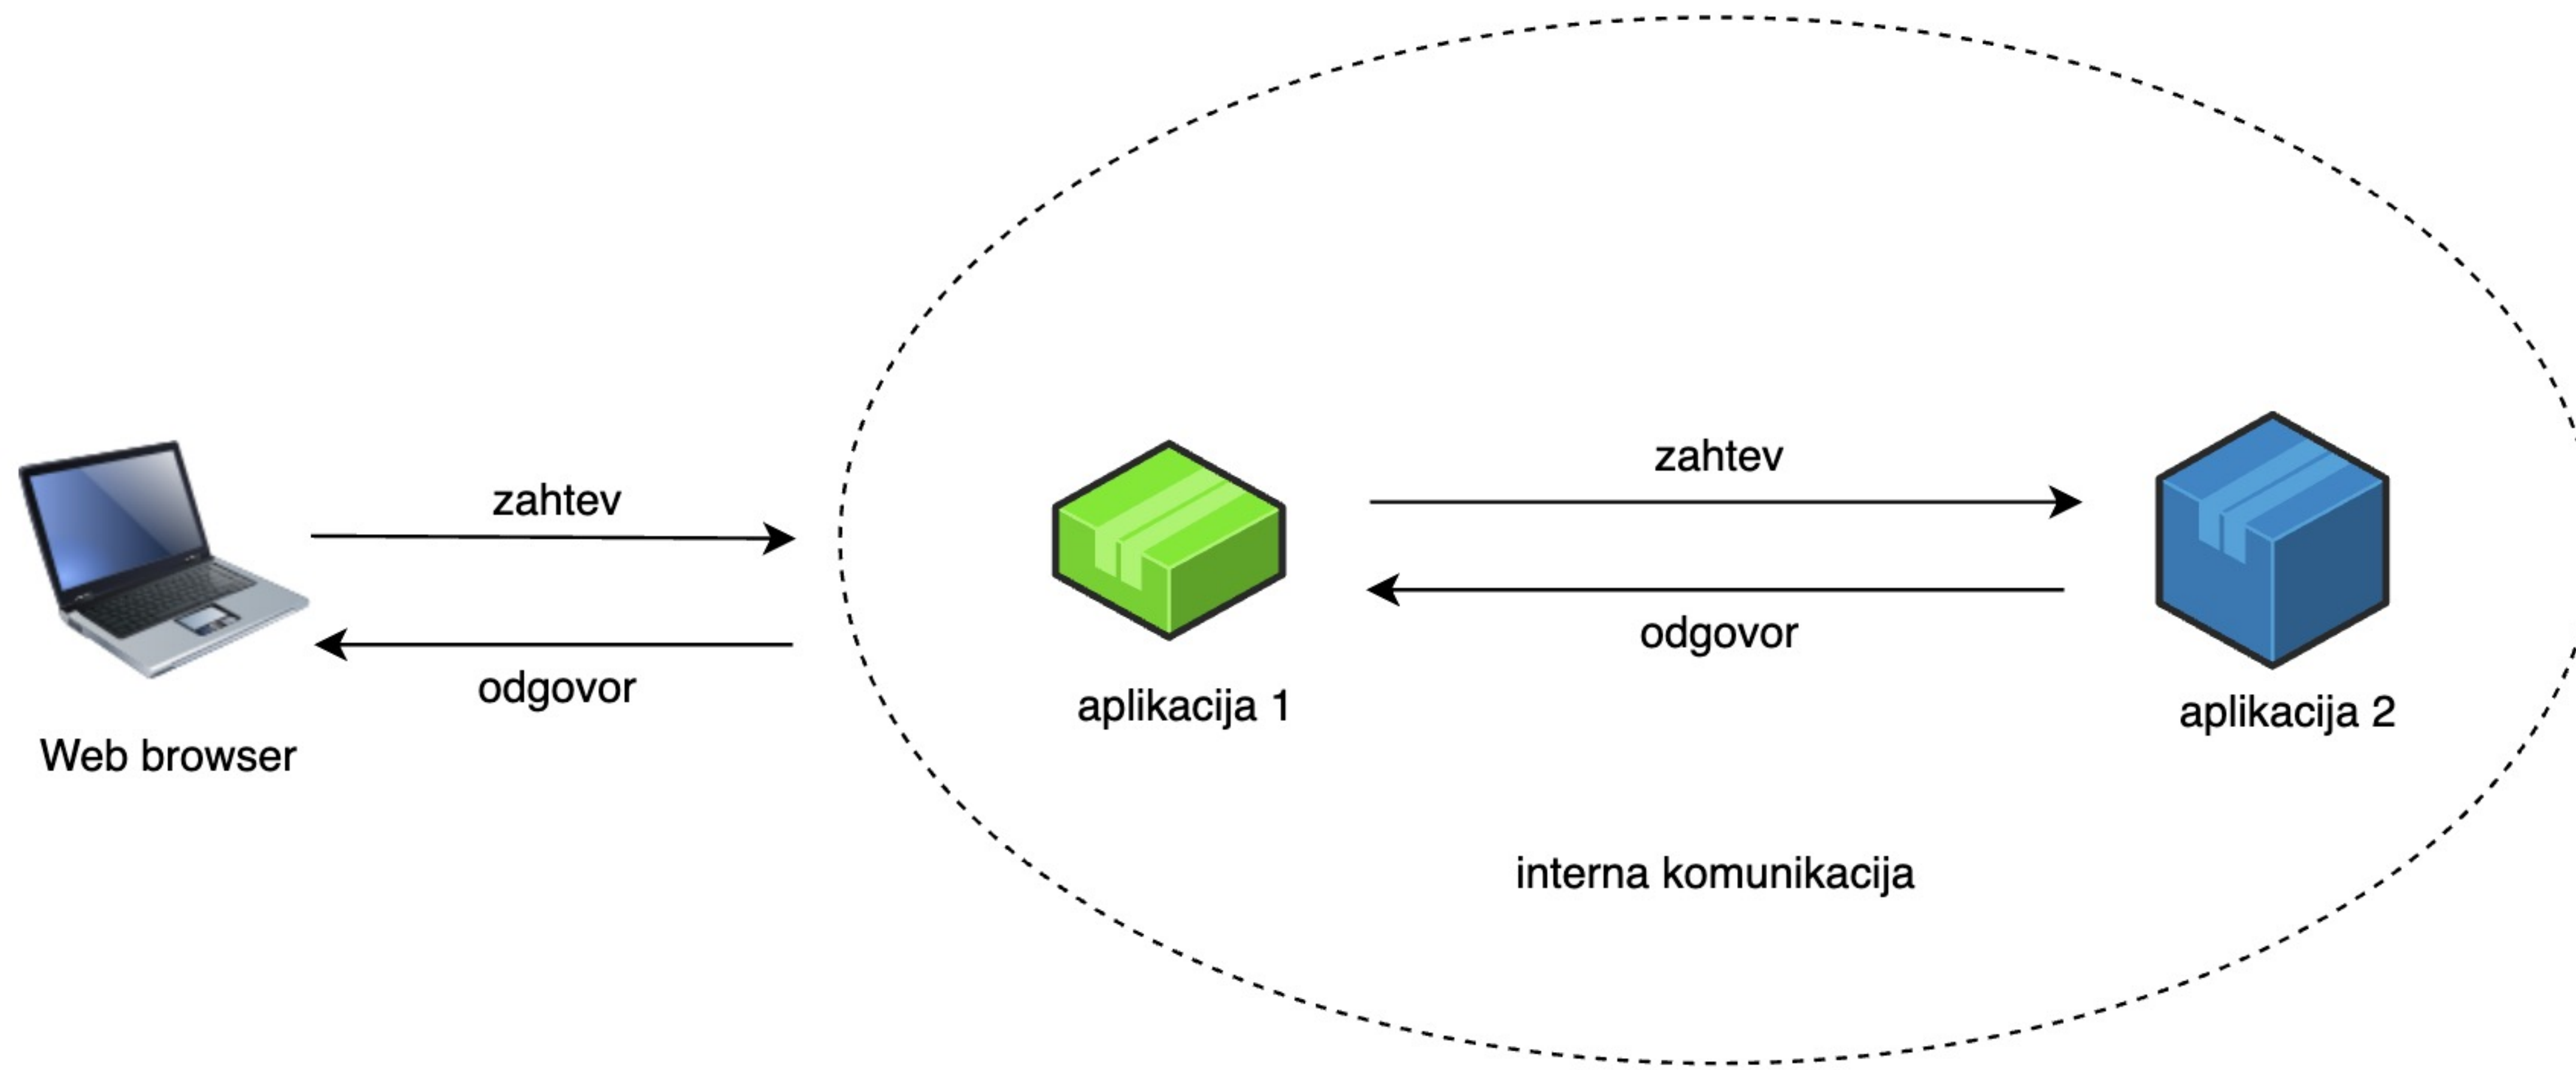 zahtev
odgovor
Web browser
zahtev
odgovor
aplikacija 1
aplikacija 2
interna komunikacija